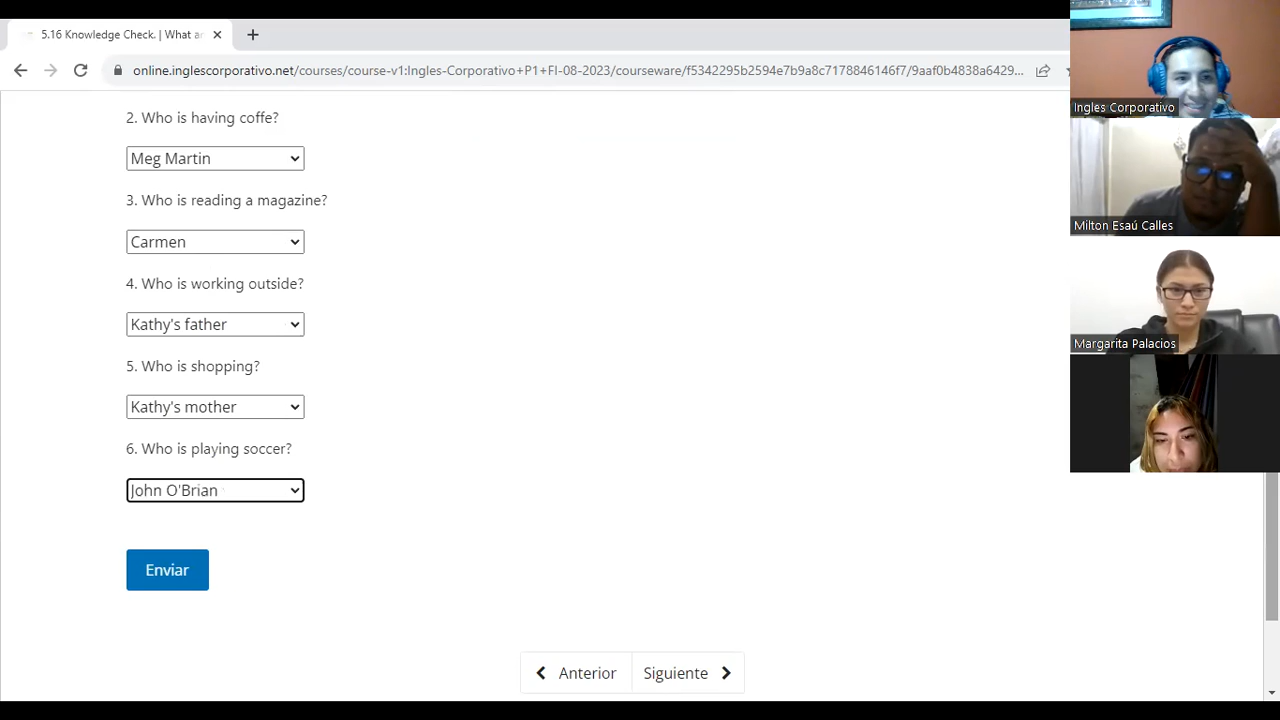 5.16 Knowledge Check. | What an
online.inglescorporativo.net/courses/course-v1:Ingles-Corporativo+P1+FI-08-2023/courseware/f5342295b2594e7b9a8c7178846146f7/9aaf0b4838a6429...
2. Who is having coffe?
Meg Martin
3. Who is reading a magazine?
Carmen
4. Who is working outside?
Kathy's father
5. Who is shopping?
Kathy's mother
6. Who is playing soccer?
John O'Brian
Enviar
Anterior
Siguiente
Ingles Corporativo
Milton Esaú Calles
Margarita Palacios